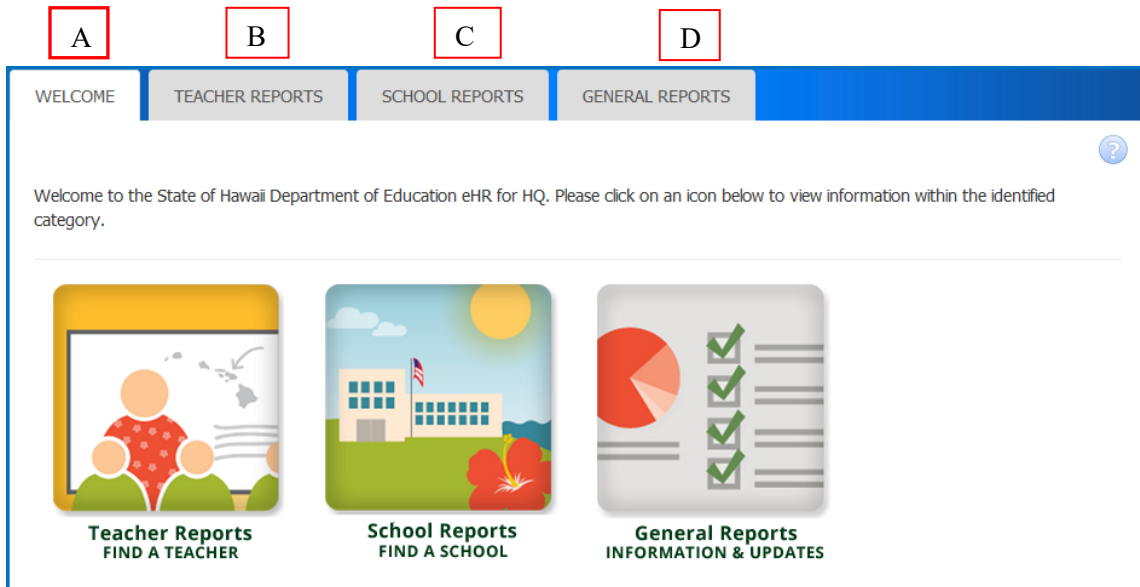 A B C D
WELCOME TEACHER REPORTS SCHOOL REPORTS GENERAL REPORTS
?
Welcome to the State of Hawaii Department of Education eHR for HQ. Please click on an icon below to view information within the identified
category.
Teacher Reports School Reports General Reports
FIND A TEACHER FIND A SCHOOL INFORMATION & UPDATES